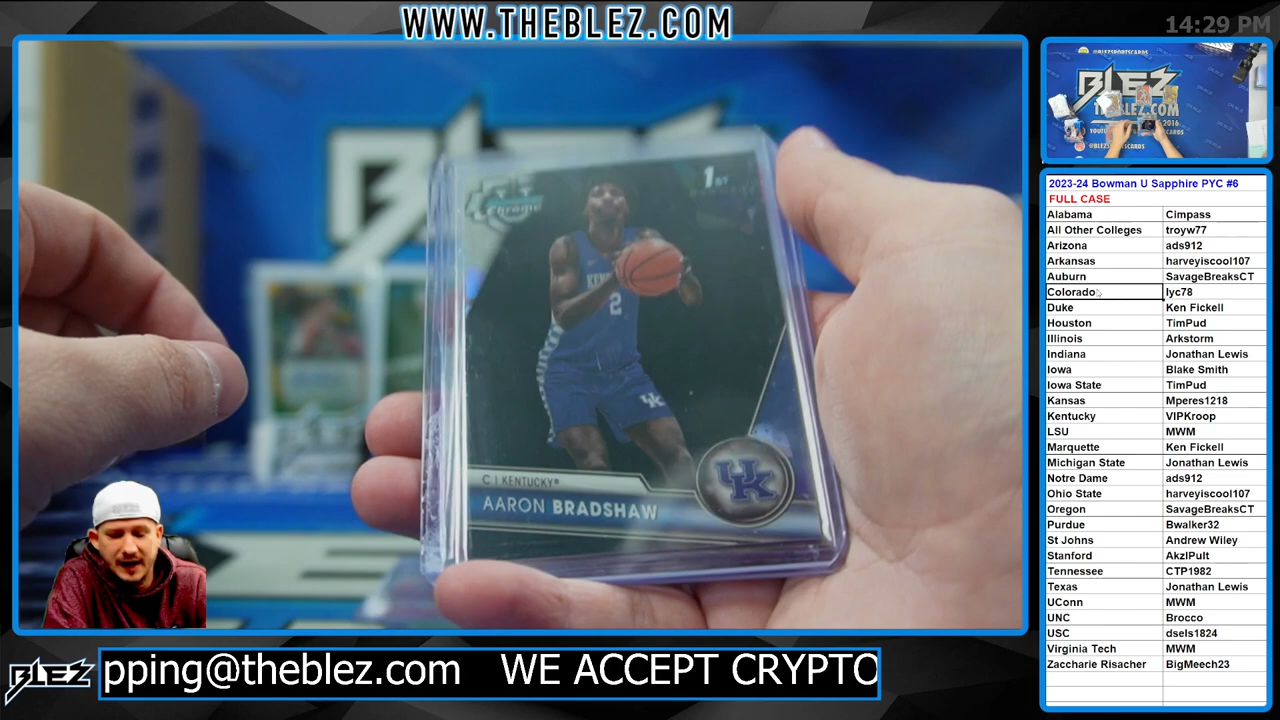 WWW.THEBLEZ.COM
14:29 PM
BLEZ
THEBLEZ.COM
1ST
Chrome
KENTUCKY
2
UK
C | KENTUCKY®
AARON BRADSHAW
UK
2023-24 Bowman U Sapphire PYC #6
FULL CASE
Alabama Cimpass
All Other Colleges troyw77
Arizona ads912
Arkansas harveyiscool107
Auburn SavageBreaksCT
Colorado lyc78
Duke Ken Fickell
Houston TimPud
Illinois Arkstorm
Indiana Jonathan Lewis
Iowa Blake Smith
Iowa State TimPud
Kansas Mperes1218
Kentucky VIPKroop
LSU MWM
Marquette Ken Fickell
Michigan State Jonathan Lewis
Notre Dame ads912
Ohio State harveyiscool107
Oregon SavageBreaksCT
Purdue Bwalker32
St Johns Andrew Wiley
Stanford AkzlPult
Tennessee CTP1982
Texas Jonathan Lewis
UConn MWM
UNC Brocco
USC dsels1824
Virginia Tech MWM
Zaccharie Risacher BigMeech23
BLEZ
pping@theblez.com WE ACCEPT CRYPTO